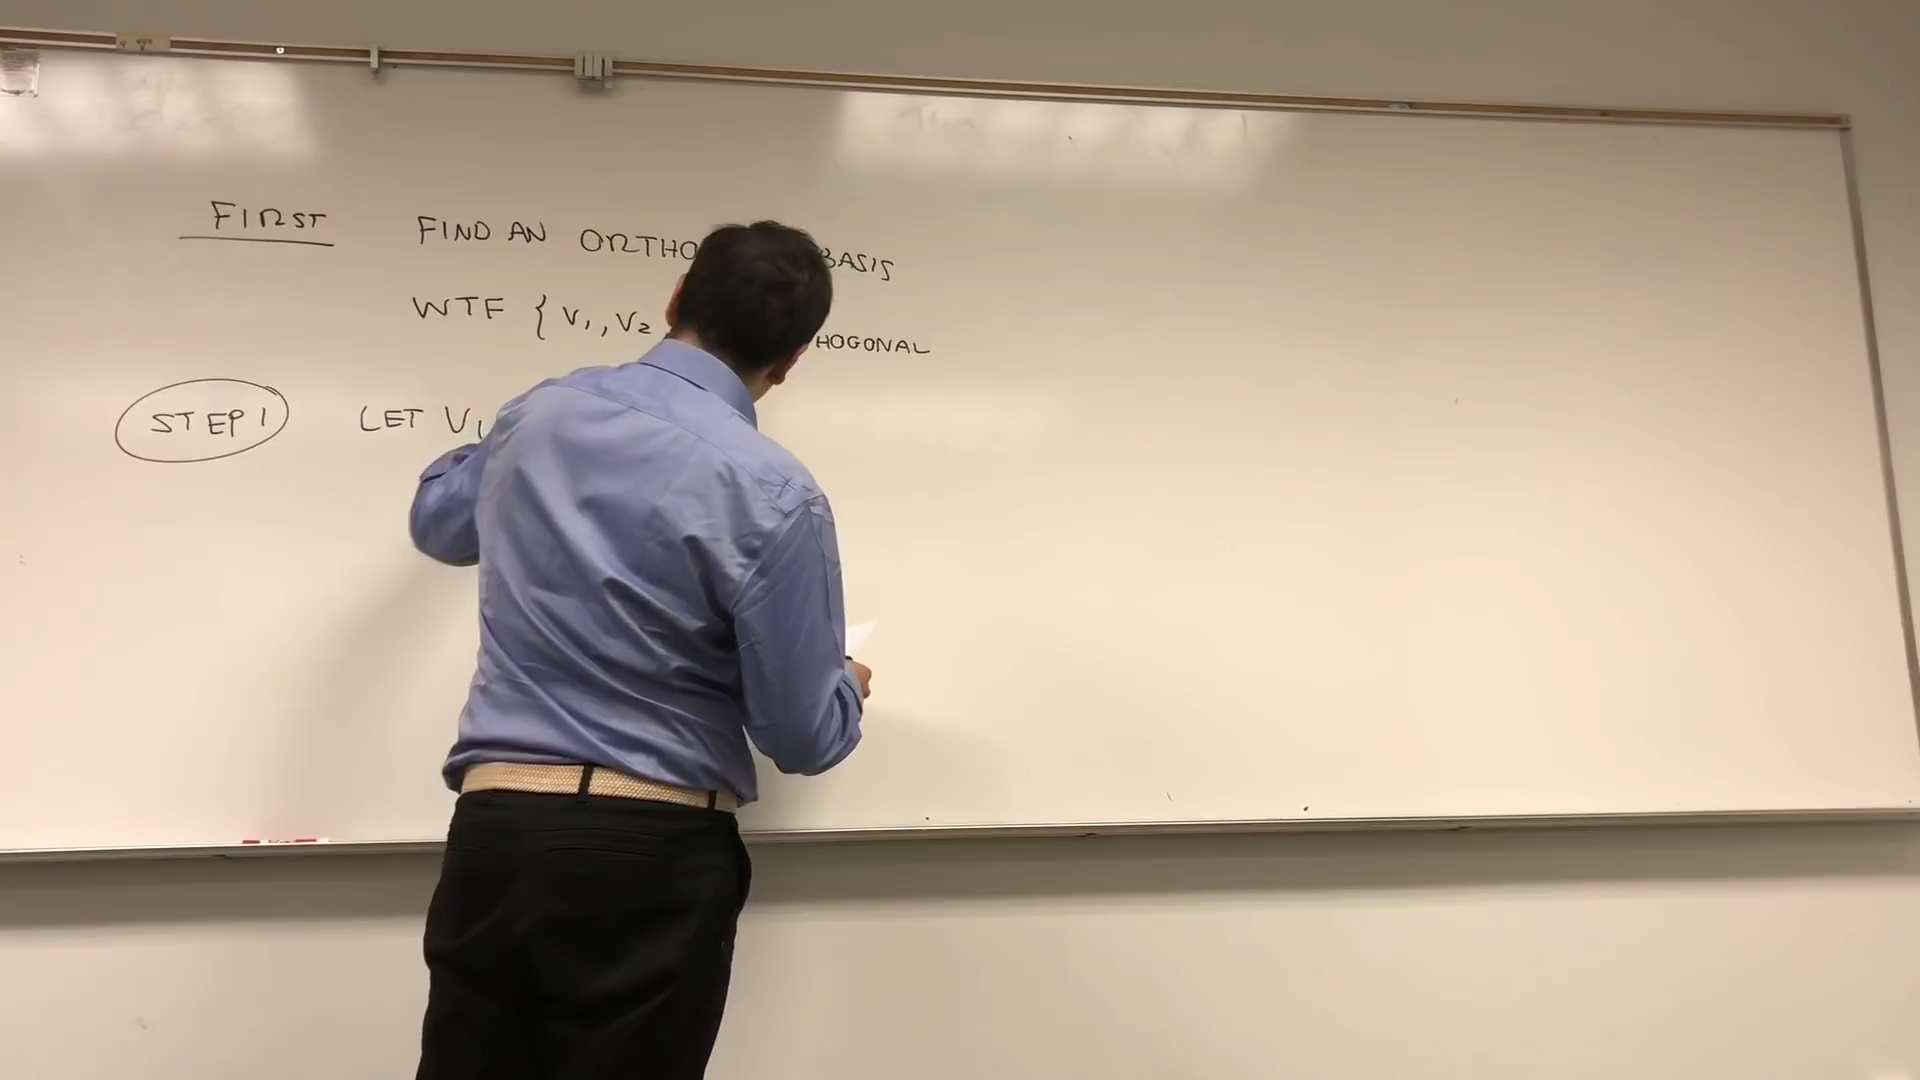 FIRST FIND AN ORTHO BASIS
WTF { V1, V2 HOGONAL
STEP 1 LET V1